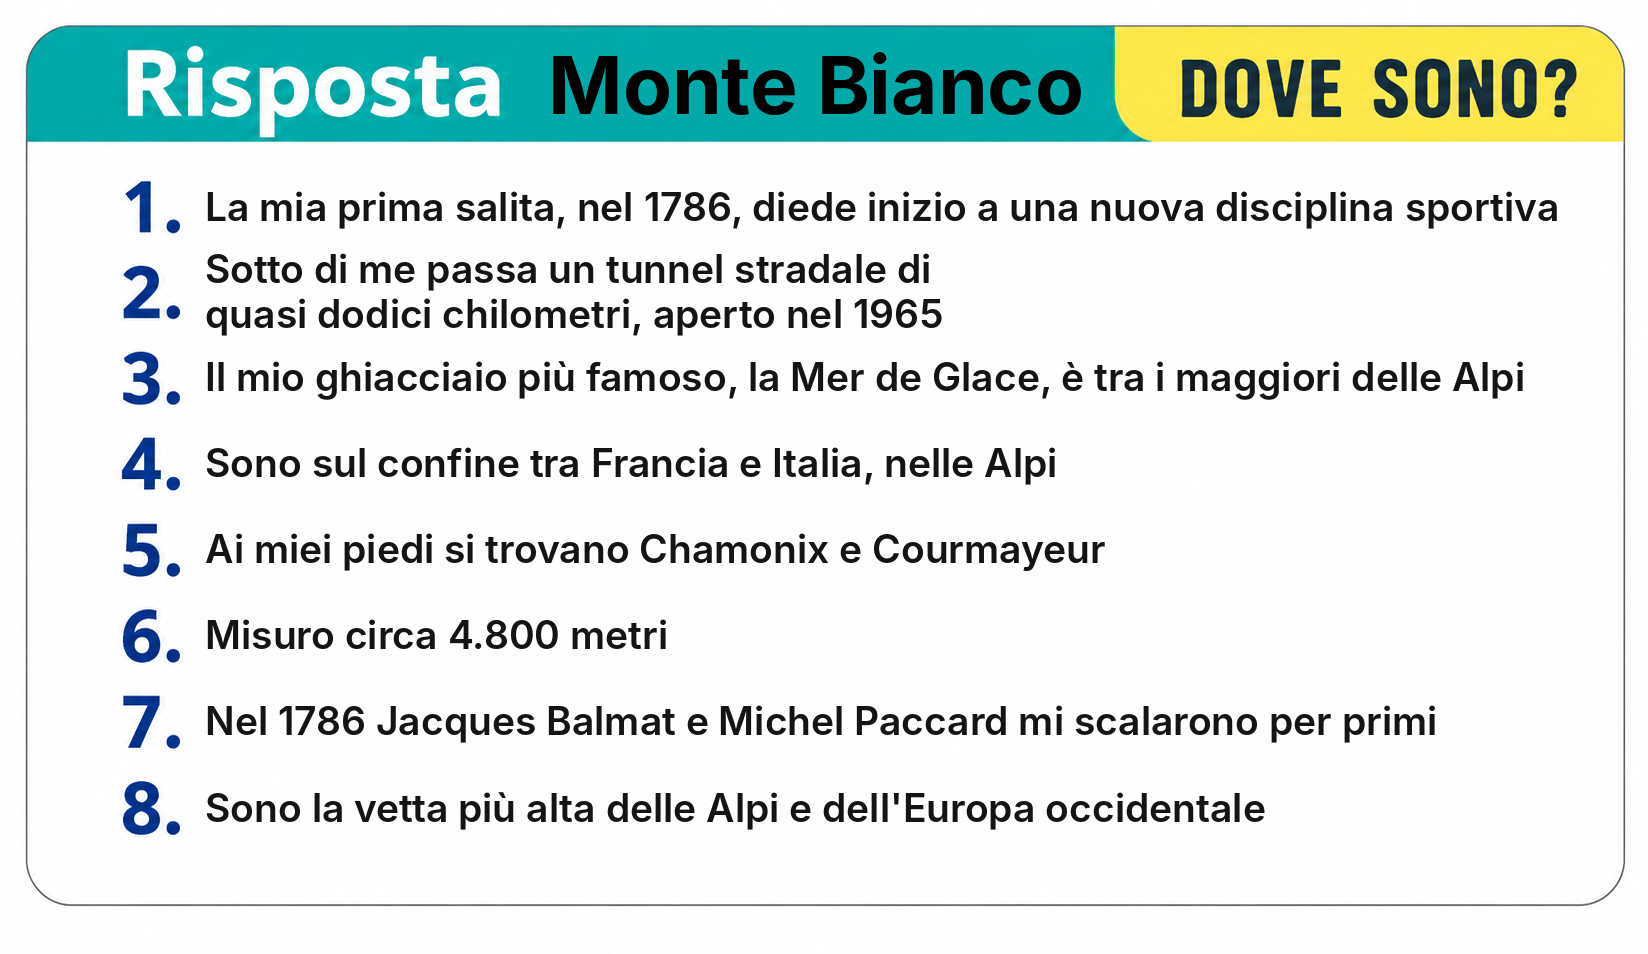 Risposta Monte Bianco DOVE SONO?
1. La mia prima salita, nel 1786, diede inizio a una nuova disciplina sportiva
2. Sotto di me passa un tunnel stradale di
quasi dodici chilometri, aperto nel 1965
3. Il mio ghiacciaio più famoso, la Mer de Glace, è tra i maggiori delle Alpi
4. Sono sul confine tra Francia e Italia, nelle Alpi
5. Ai miei piedi si trovano Chamonix e Courmayeur
6. Misuro circa 4.800 metri
7. Nel 1786 Jacques Balmat e Michel Paccard mi scalarono per primi
8. Sono la vetta più alta delle Alpi e dell'Europa occidentale